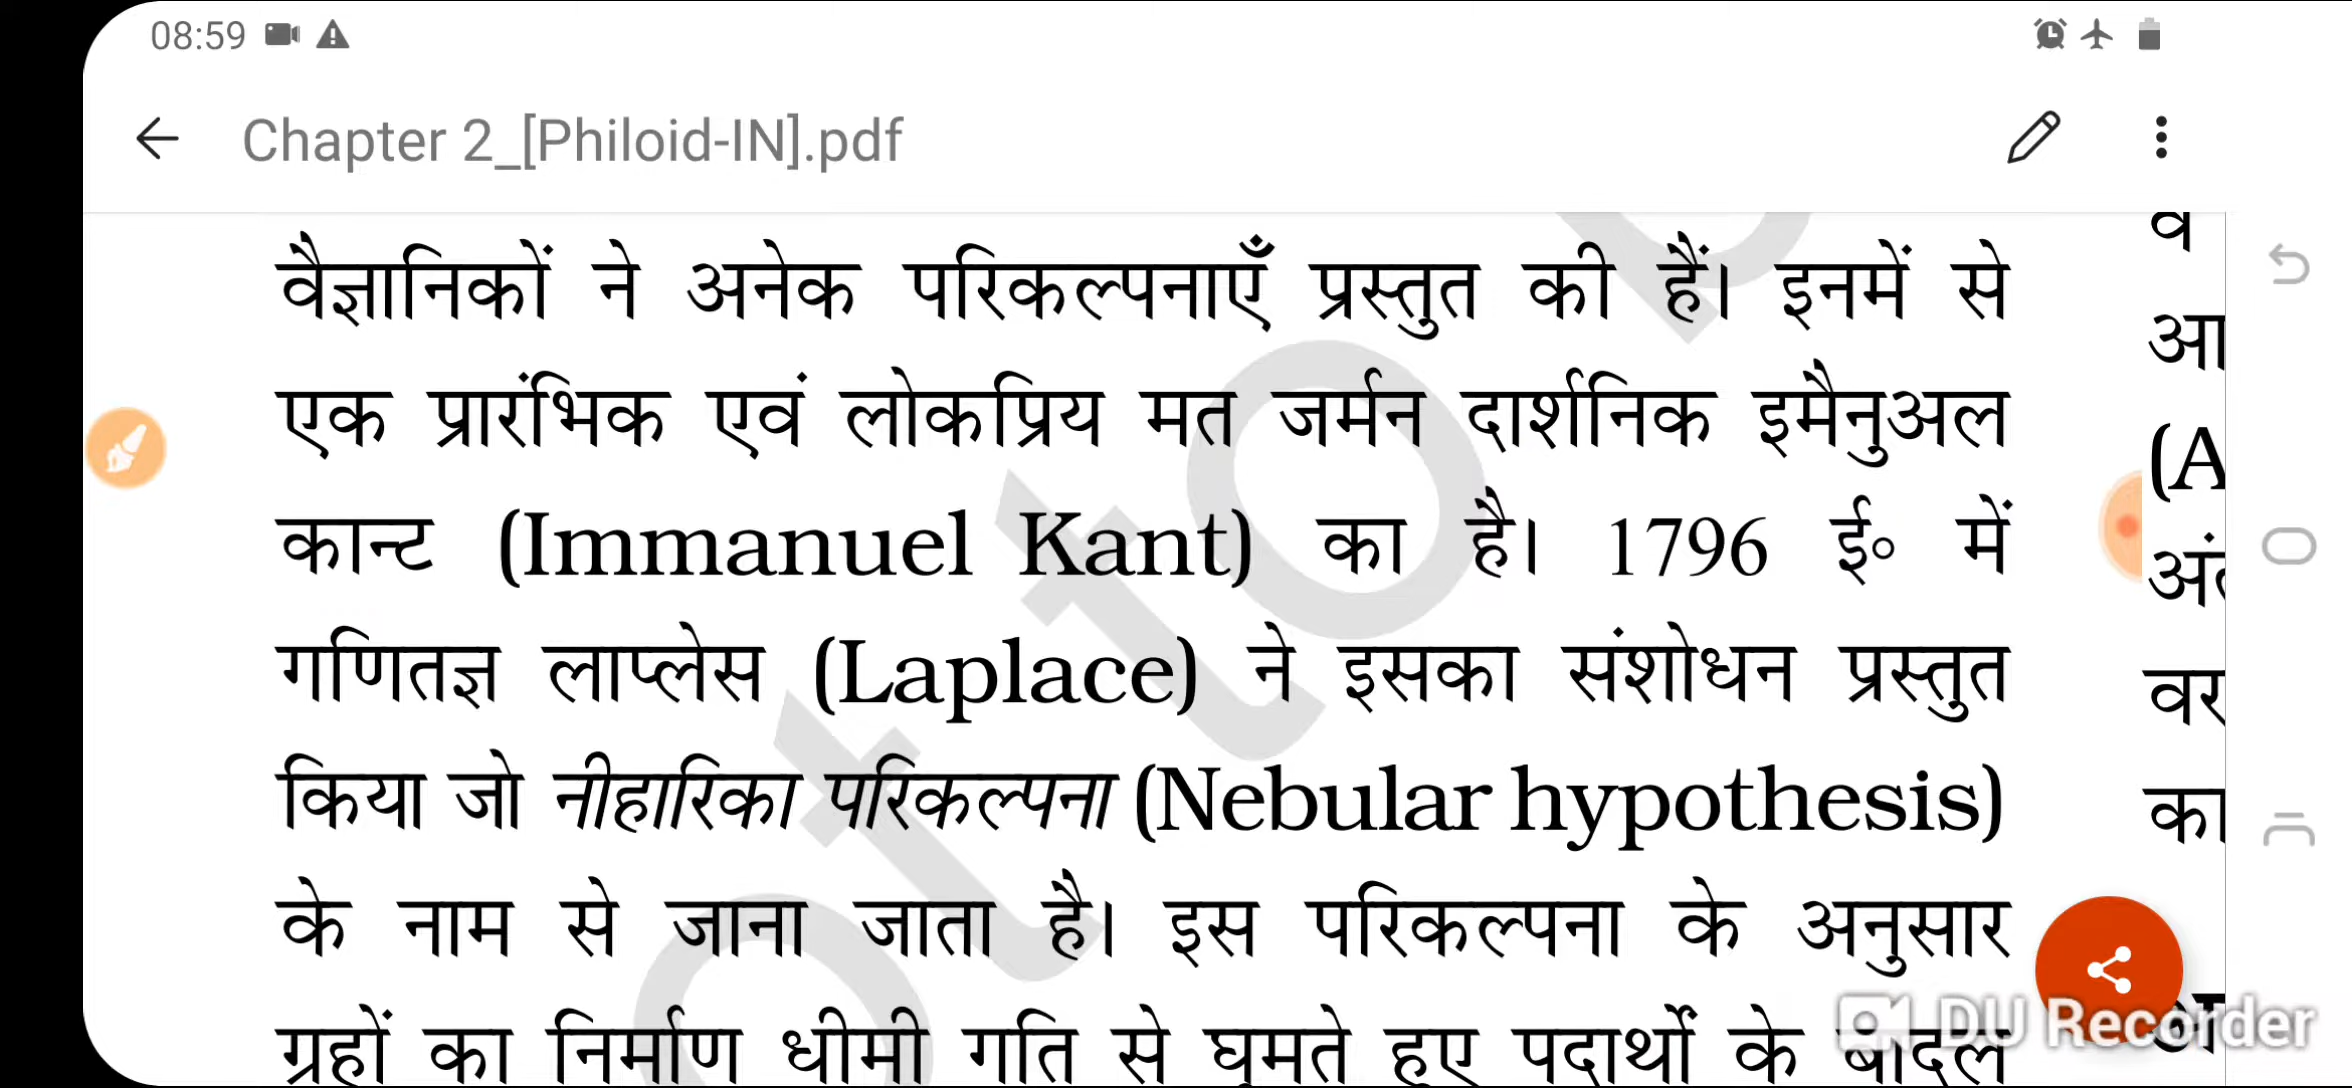 08:59
Chapter 2_[Philoid-IN].pdf
वैज्ञानिकों ने अनेक परिकल्पनाएँ प्रस्तुत की हैं। इनमें से
एक प्रारंभिक एवं लोकप्रिय मत जर्मन दार्शनिक इमैनुअल
कान्ट (Immanuel Kant) का है। 1796 ई० में
गणितज्ञ लाप्लेस (Laplace) ने इसका संशोधन प्रस्तुत
किया जो नीहारिका परिकल्पना (Nebular hypothesis)
के नाम से जाना जाता है। इस परिकल्पना के अनुसार
ग्रहों का निर्माण धीमी गति से घूमते हुए पदार्थों के बादल
आ
(A
वर
का
DU Recorder